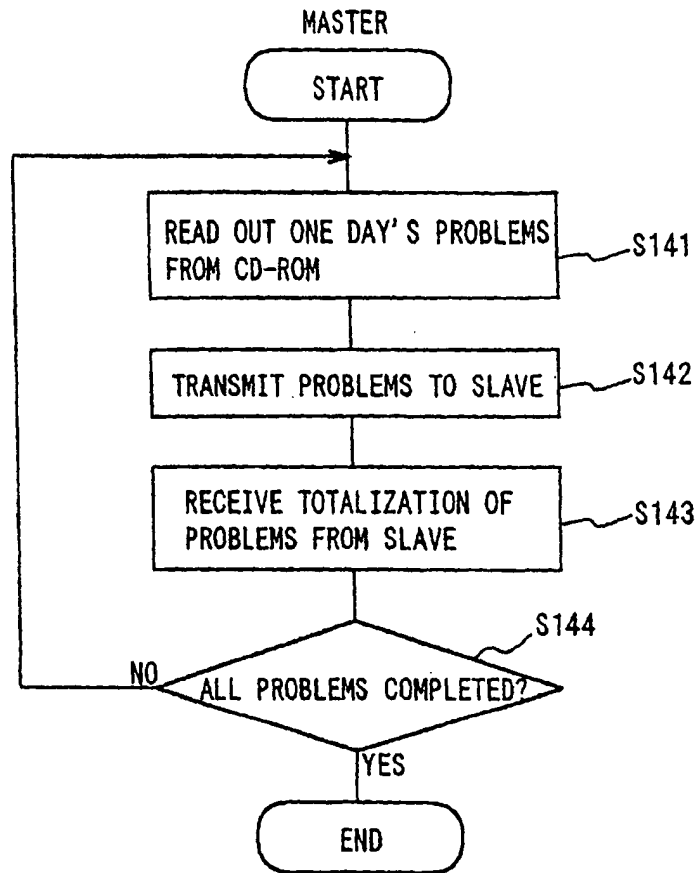 MASTER
START
READ OUT ONE DAY'S PROBLEMS
FROM CD-ROM
S141
TRANSMIT PROBLEMS TO SLAVE
S142
RECEIVE TOTALIZATION OF
PROBLEMS FROM SLAVE
S143
S144
ALL PROBLEMS COMPLETED?
NO
YES
END